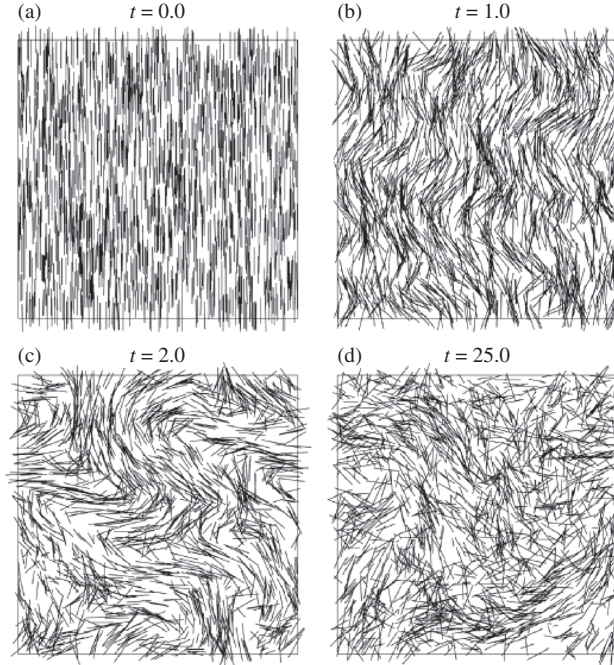 (a) t = 0.0
(b) t = 1.0
(c) t = 2.0
(d) t = 25.0